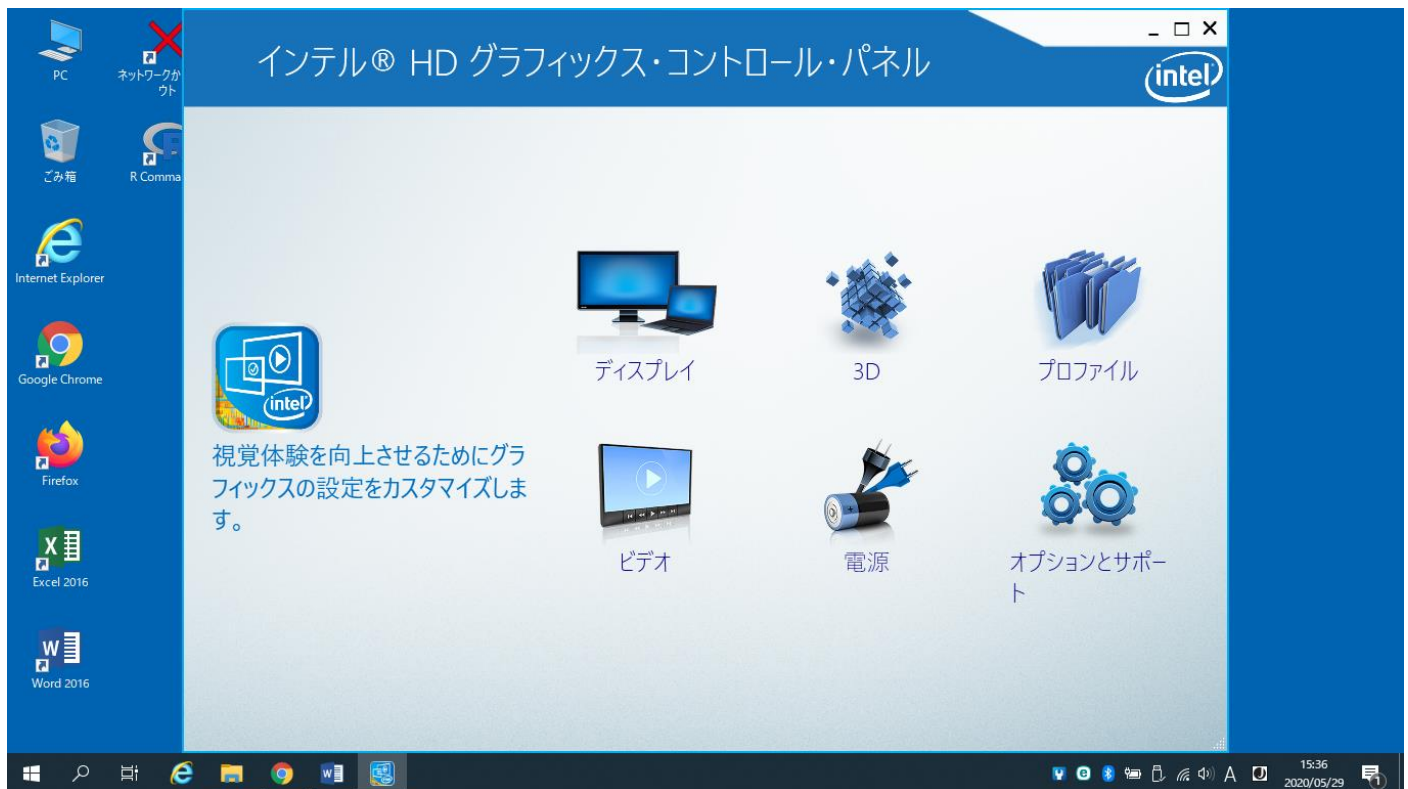 インテル® HD グラフィックス・コントロール・パネル
intel
PC
ネットワークか
ウト
ごみ箱
R Comma
Internet Explorer
Google Chrome
Firefox
Excel 2016
Word 2016
intel
視覚体験を向上させるためにグラ
フィックスの設定をカスタマイズしま
す。
ディスプレイ
3D
プロファイル
ビデオ
電源
オプションとサポー
ト
A
15:36
2020/05/29
1